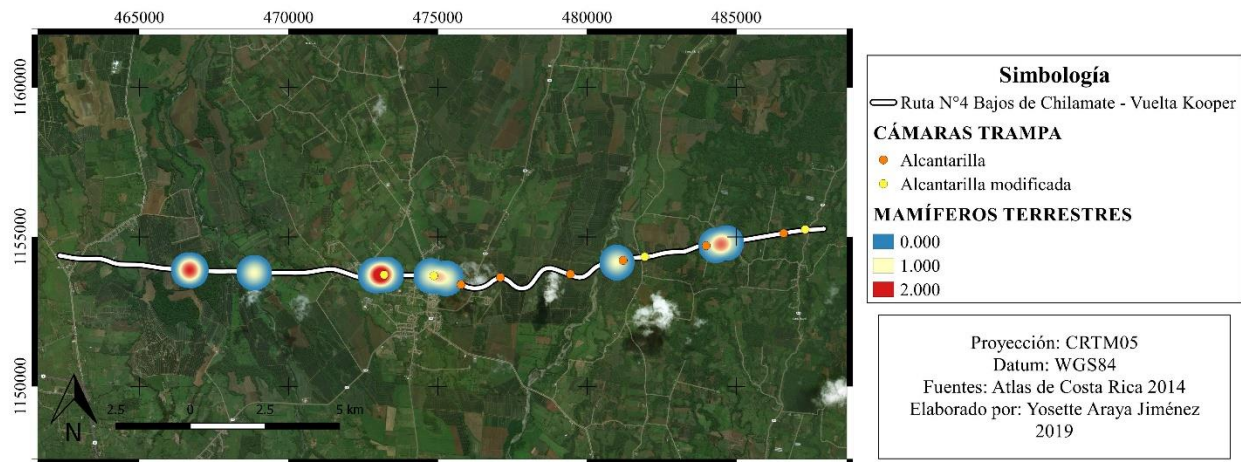 465000 470000 475000 480000 485000
1160000
1155000
1150000
2.5 0 2.5 5 km
N
Simbología
Ruta N°4 Bajos de Chilamate - Vuelta Kooper
CÁMARAS TRAMPA
Alcantarilla
Alcantarilla modificada
MAMÍFEROS TERRESTRES
0.000
1.000
2.000
Proyección: CRTM05
Datum: WGS84
Fuentes: Atlas de Costa Rica 2014
Elaborado por: Yosette Araya Jiménez
2019